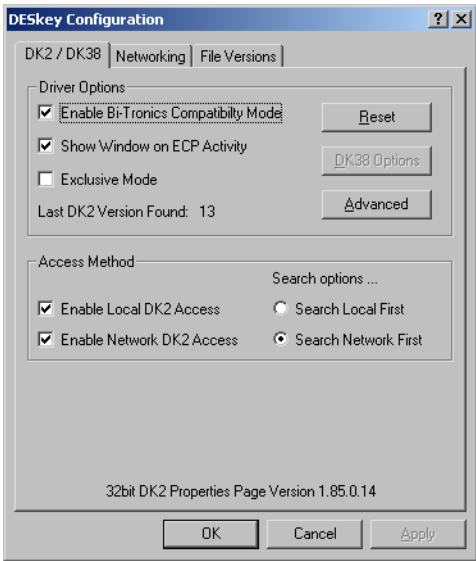 DESkey Configuration
DK2 / DK38 Networking File Versions
Driver Options
Enable Bi-Tronics Compatibilty Mode
Reset
Show Window on ECP Activity
DK38 Options
Exclusive Mode
Last DK2 Version Found: 13
Advanced
Access Method
Search options ...
Enable Local DK2 Access
Search Local First
Enable Network DK2 Access
Search Network First
32bit DK2 Properties Page Version 1.85.0.14
OK Cancel Apply